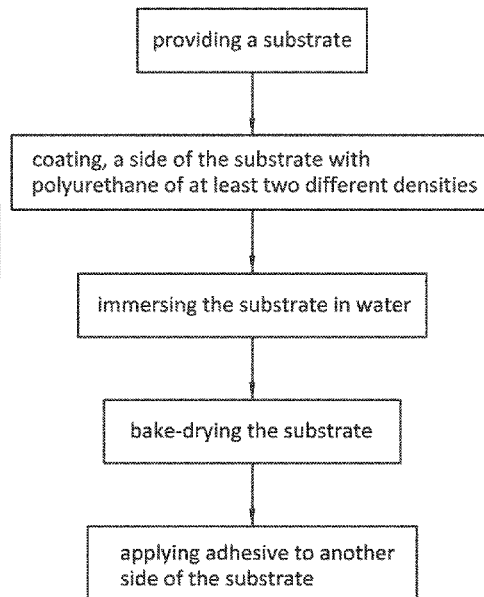 providing a substrate
coating, a side of the substrate with
polyurethane of at least two different densities
immersing the substrate in water
bake-drying the substrate
applying adhesive to another
side of the substrate